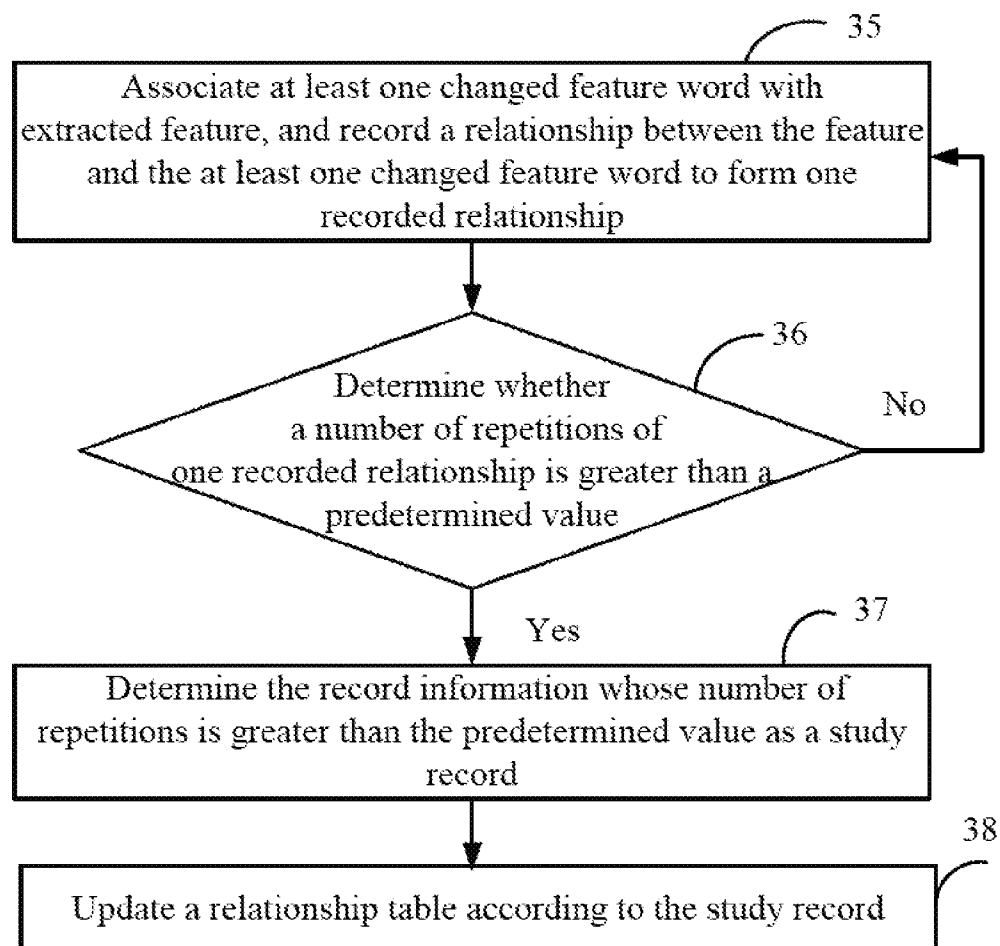 35
Associate at least one changed feature word with
extracted feature, and record a relationship between the feature
and the at least one changed feature word to form one
recorded relationship
36
Determine whether
a number of repetitions of
one recorded relationship is greater than a
predetermined value
No
Yes
37
Determine the record information whose number of
repetitions is greater than the predetermined value as a study
record
38
Update a relationship table according to the study record